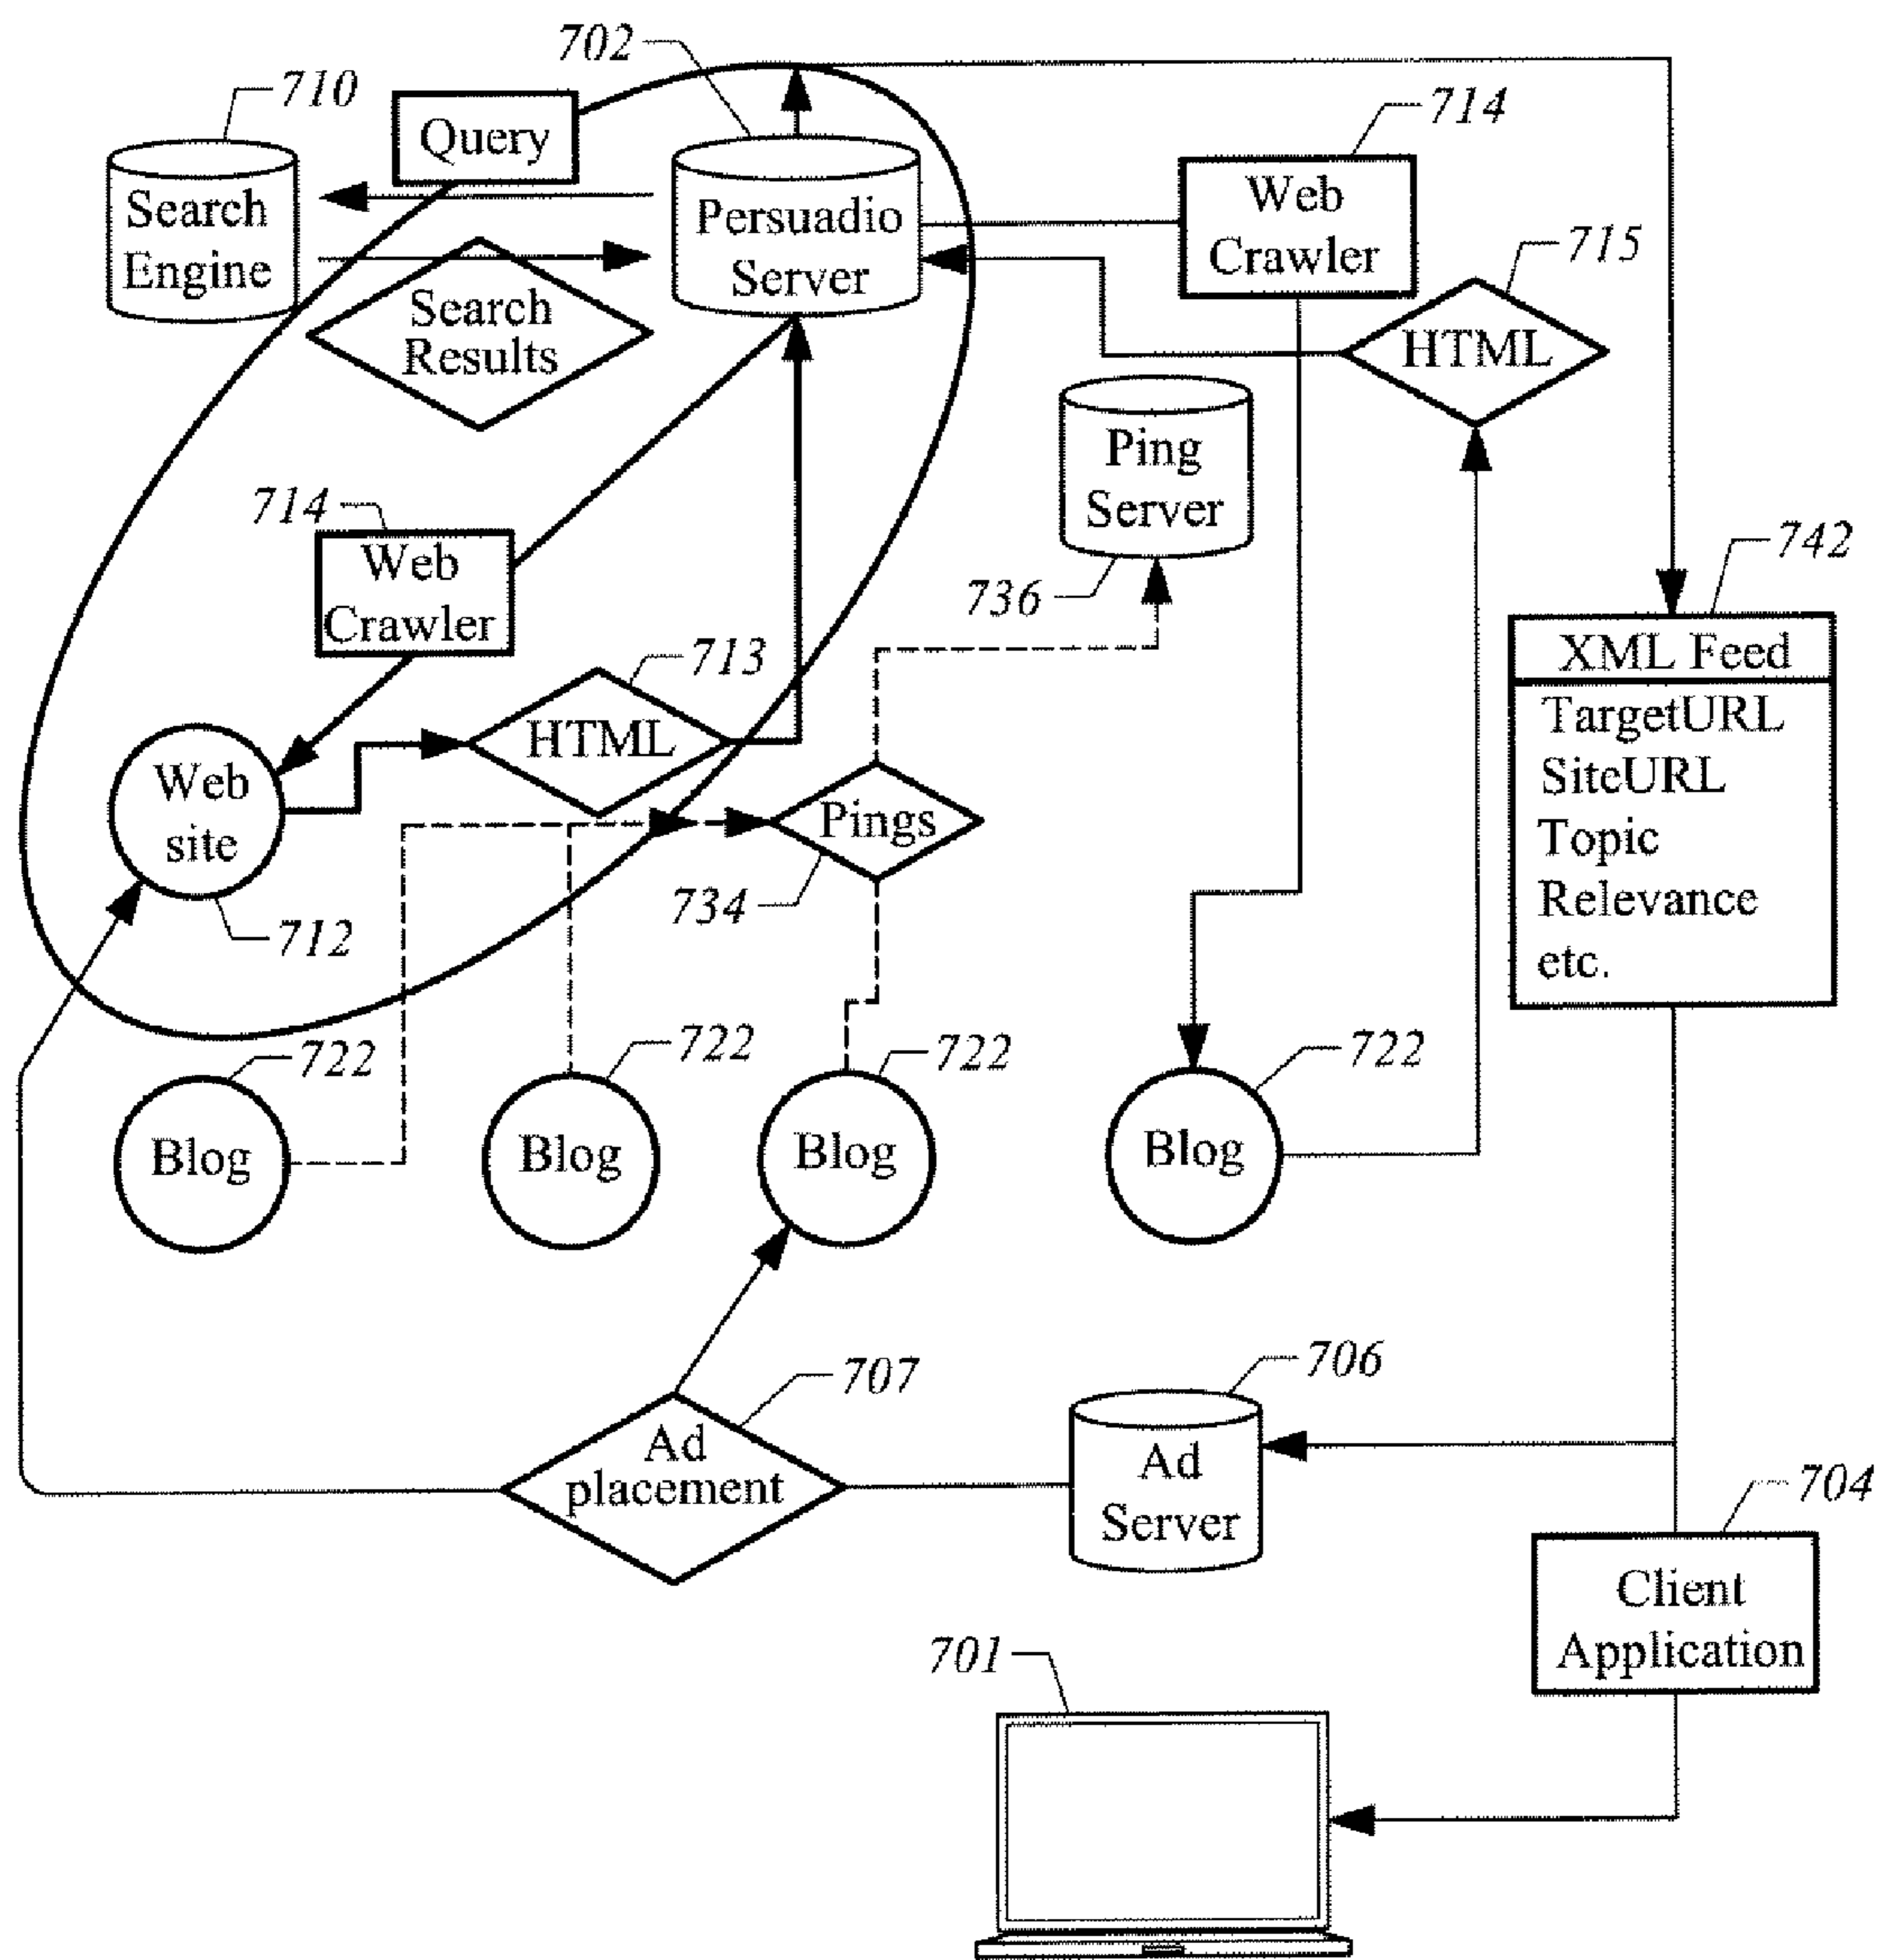 702
710
Query
714
Search
Engine
Persuadio
Server
Web
Crawler
715
Search
Results
HTML
Ping
Server
714
Web
Crawler
736
742
713
XML Feed
HTML
TargetURL
SiteURL
Topic
Relevance
etc.
Web
site
Pings
734
712
722
722
722
722
Blog
Blog
Blog
Blog
707
706
Ad
placement
Ad
Server
704
Client
Application
701